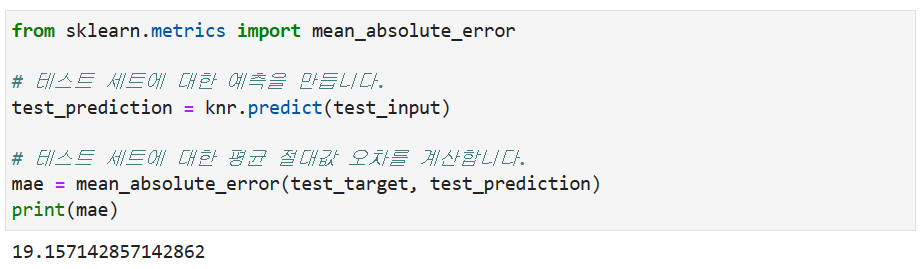 from sklearn.metrics import mean_absolute_error
# 테스트 세트에 대한 예측을 만듭니다.
test_prediction = knr.predict(test_input)
# 테스트 세트에 대한 평균 절댓값 오차를 계산합니다.
mae = mean_absolute_error(test_target, test_prediction)
print(mae)
19.157142857142862